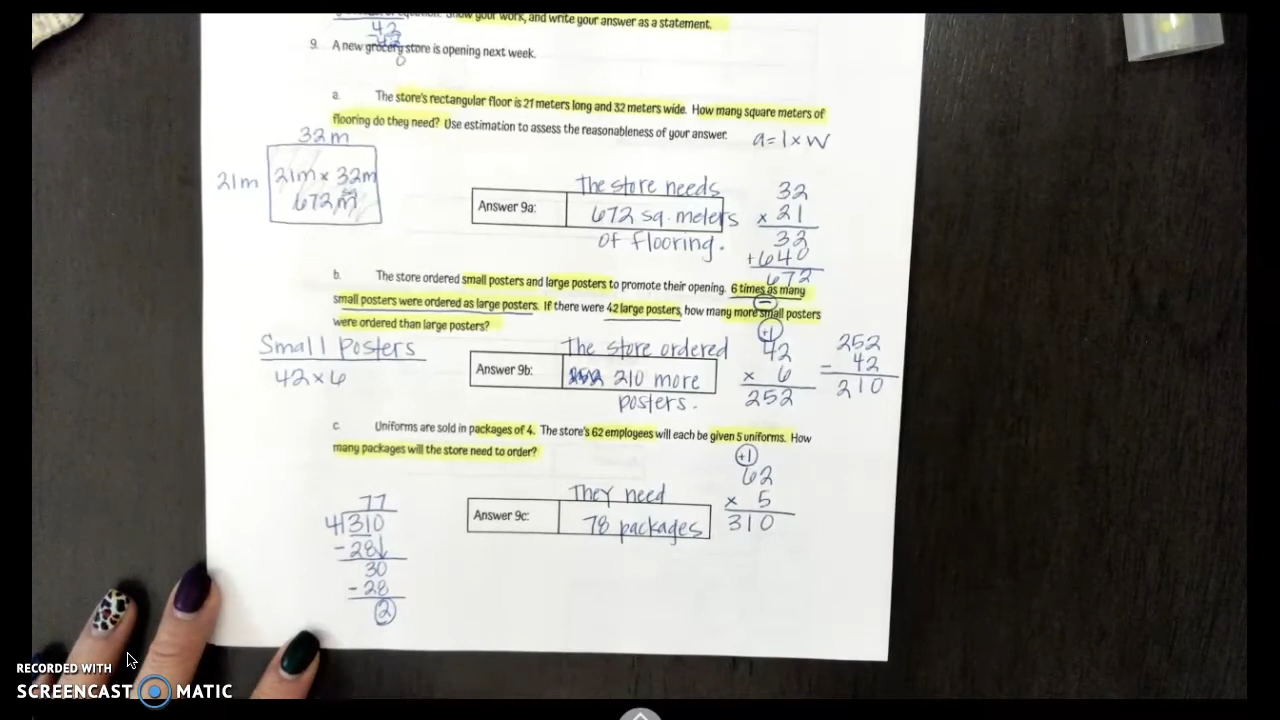 work, and write your answer as a statement.
42
0
9. A new grocery store is opening next week.
a. The store's rectangular floor is 21 meters long and 32 meters wide. How many square meters of
flooring do they need? Use estimation to assess the reasonableness of your answer.
a=l×w
32m
21m
21m × 32m
672m
Answer 9a:
The store needs
672 sq. meters
of flooring.
32
× 21
32
+640
672
b. The store ordered small posters and large posters to promote their opening. 6 times as many
small posters were ordered as large posters. If there were 42 large posters, how many more small posters
were ordered than large posters?
Small Posters
42×6
Answer 9b:
The store ordered
252 210 more
posters.
+1
42
× 6
252
252
- 42
210
c. Uniforms are sold in packages of 4. The store's 62 employees will each be given 5 uniforms. How
many packages will the store need to order?
77
4)310
-28
30
-28
2
Answer 9c:
They need
78 packages
+1
62
× 5
310
RECORDED WITH
SCREENCAST MATIC